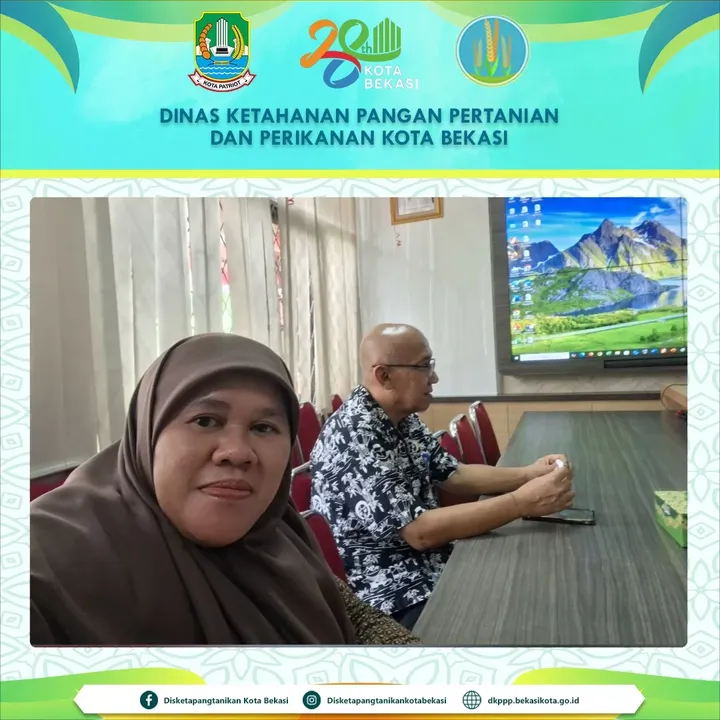 KOTA PATRIOT
28th
KOTA
BEKASI
DINAS KETAHANAN PANGAN PERTANIAN
DAN PERIKANAN KOTA BEKASI
Disketapangtanikan Kota Bekasi
Disketapangtanikankotabekasi
dkppp.bekasikota.go.id